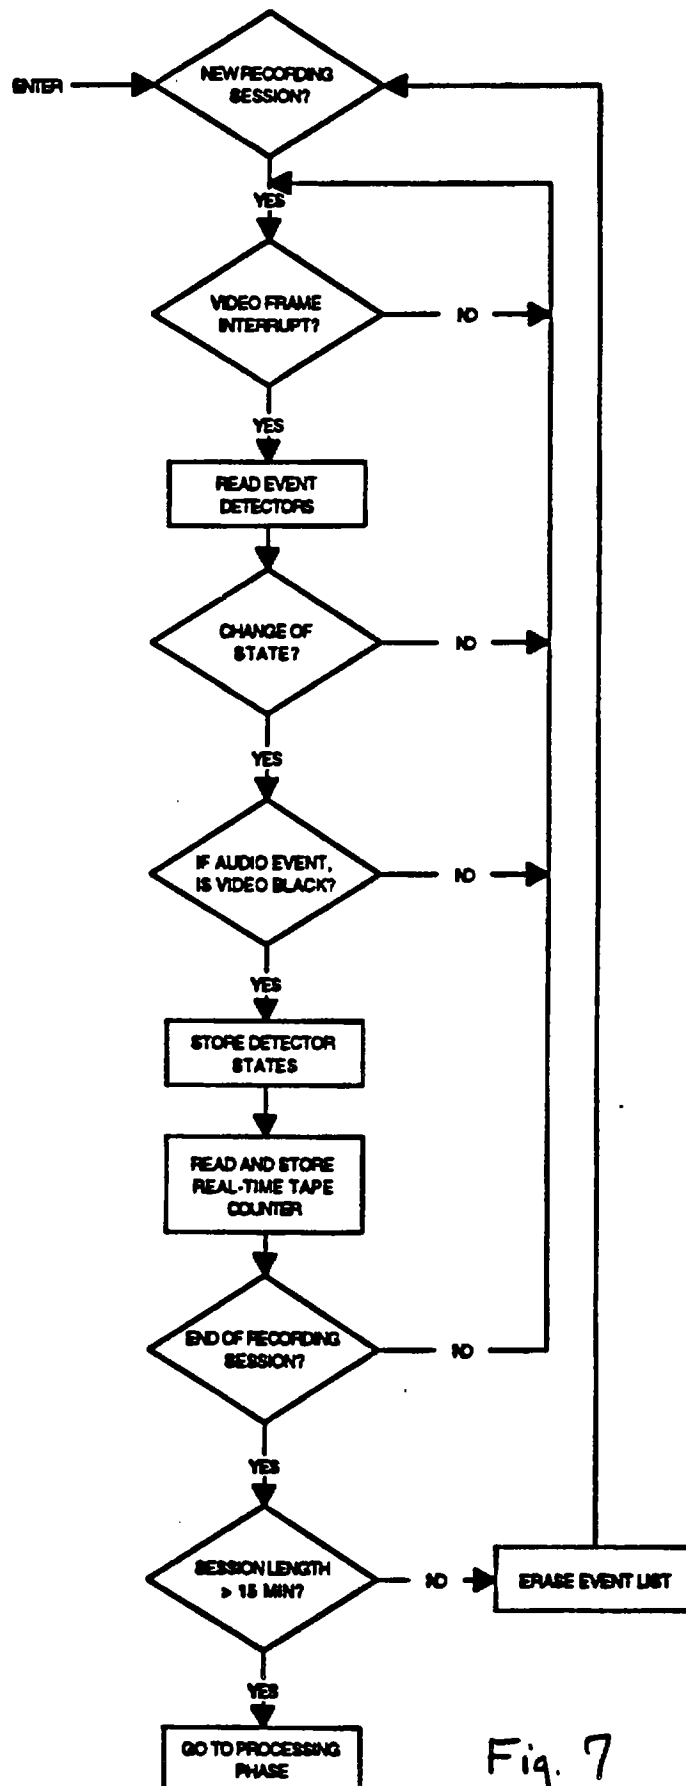 NEW RECORDING
SESSION?
ENTER
YES
VIDEO FRAME
INTERRUPT?
NO
YES
READ EVENT
DETECTORS
CHANGE OF
STATE?
NO
YES
IF AUDIO EVENT,
IS VIDEO BLACK?
NO
YES
STORE DETECTOR
STATES
READ AND STORE
REAL-TIME TAPE
COUNTER
END OF RECORDING
SESSION?
NO
YES
SESSION LENGTH
> 15 MIN?
NO
ERASE EVENT LIST
YES
GO TO PROCESSING
PHASE
Fig. 7